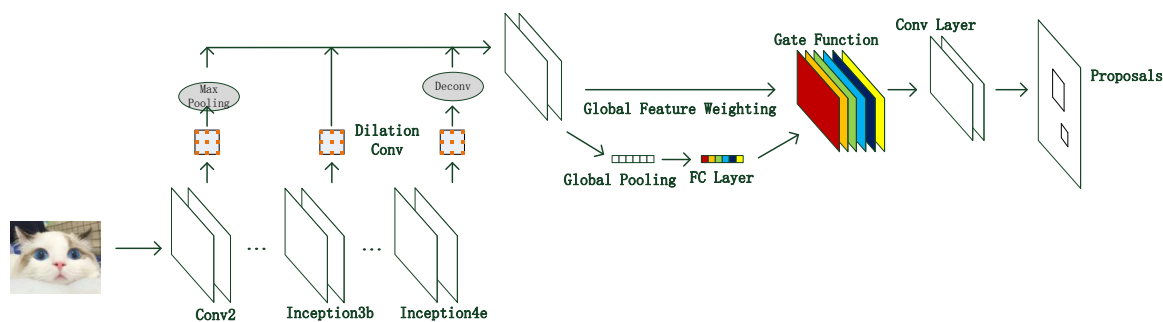 Max
Pooling
Deconv
Dilation
Conv
Conv2
...
Inception3b
...
Inception4e
Global Feature Weighting
Global Pooling
FC Layer
Gate Function
Conv Layer
Proposals